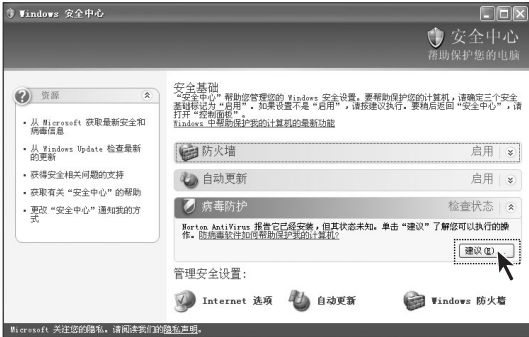 Windows 安全中心
安全中心
帮助保护您的电脑
资源
从 Microsoft 获取最新安全和
病毒信息
从 Windows Update 检查最新
的更新
获得安全相关问题的支持
获取有关“安全中心”的帮助
更改“安全中心”通知我的方
式
安全基础
“安全中心”帮助您管理您的 Windows 安全设置。要帮助保护您的计算机，请确定三个安全
基础标记为“启用”。如果设置不是“启用”，请按建议执行。要稍后返回“安全中心”，请
打开“控制面板”。
Windows 中帮助保护我的计算机的最新功能
防火墙 启用
自动更新 启用
病毒防护 检查状态
Norton AntiVirus 报告它已经安装，但其状态未知。单击“建议”了解您可以执行的操
作。防病毒软件如何帮助保护我的计算机?
建议(E)...
管理安全设置:
Internet 选项 自动更新 Windows 防火墙
Microsoft 关注您的隐私。请阅读我们的隐私声明。